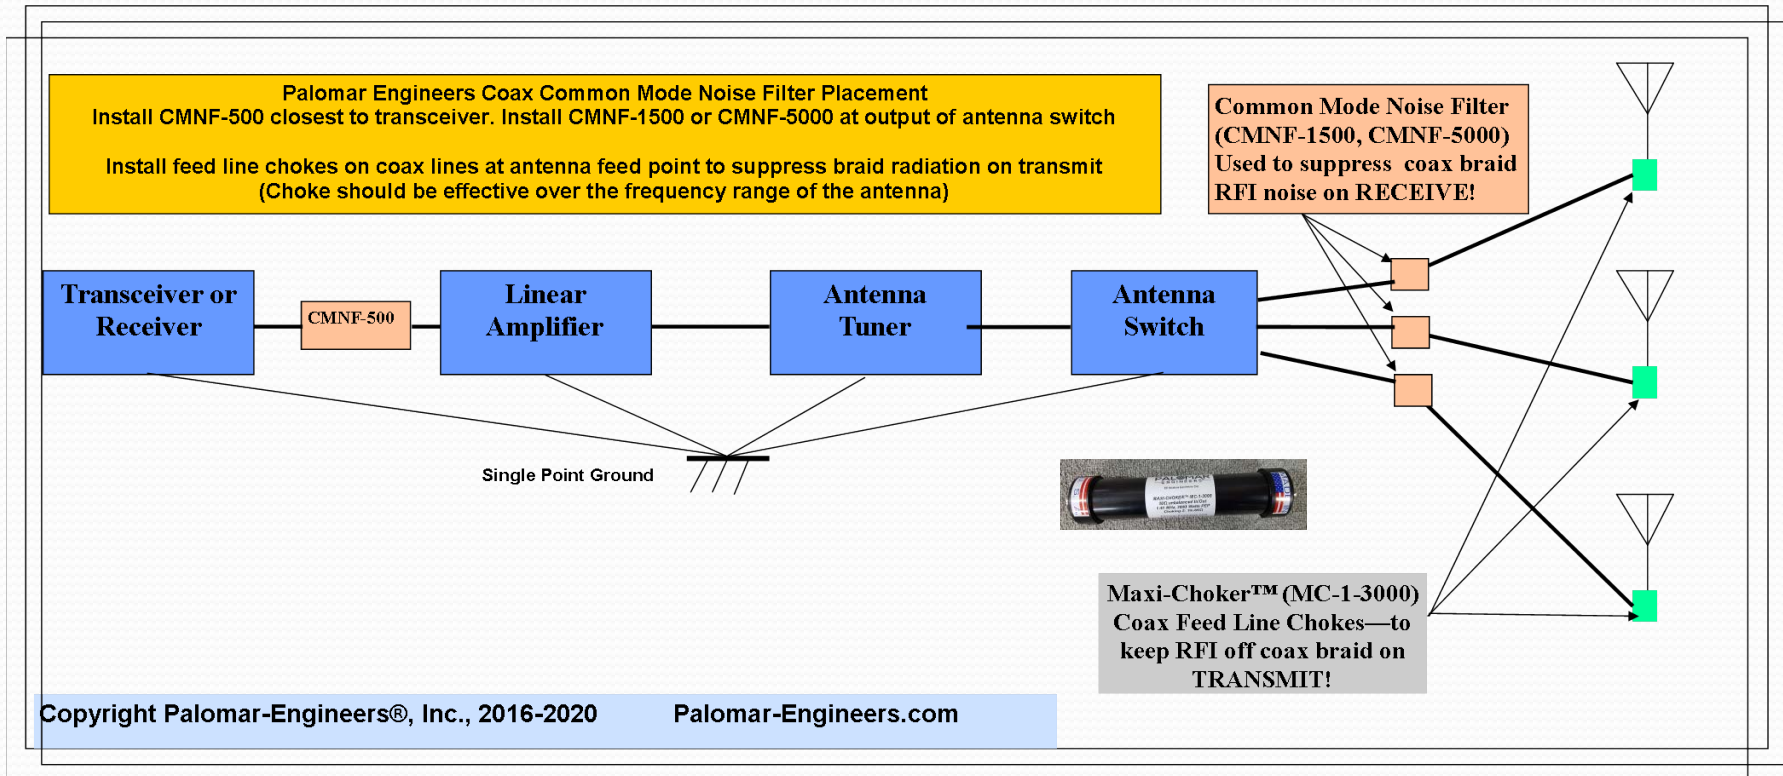 Palomar Engineers Coax Common Mode Noise Filter Placement
Install CMNF-500 closest to transceiver. Install CMNF-1500 or CMNF-5000 at output of antenna switch
Install feed line chokes on coax lines at antenna feed point to suppress braid radiation on transmit
(Choke should be effective over the frequency range of the antenna)
Common Mode Noise Filter
(CMNF-1500, CMNF-5000)
Used to suppress coax braid
RFI noise on RECEIVE!
Transceiver or
Receiver
CMNF-500
Linear
Amplifier
Antenna
Tuner
Antenna
Switch
Single Point Ground
PALOMAR
ENGINEERS
Maxi-Choker™ (MC-1-3000)
Coax Feed Line Chokes—to
keep RFI off coax braid on
TRANSMIT!
Copyright Palomar-Engineers®, Inc., 2016-2020 Palomar-Engineers.com